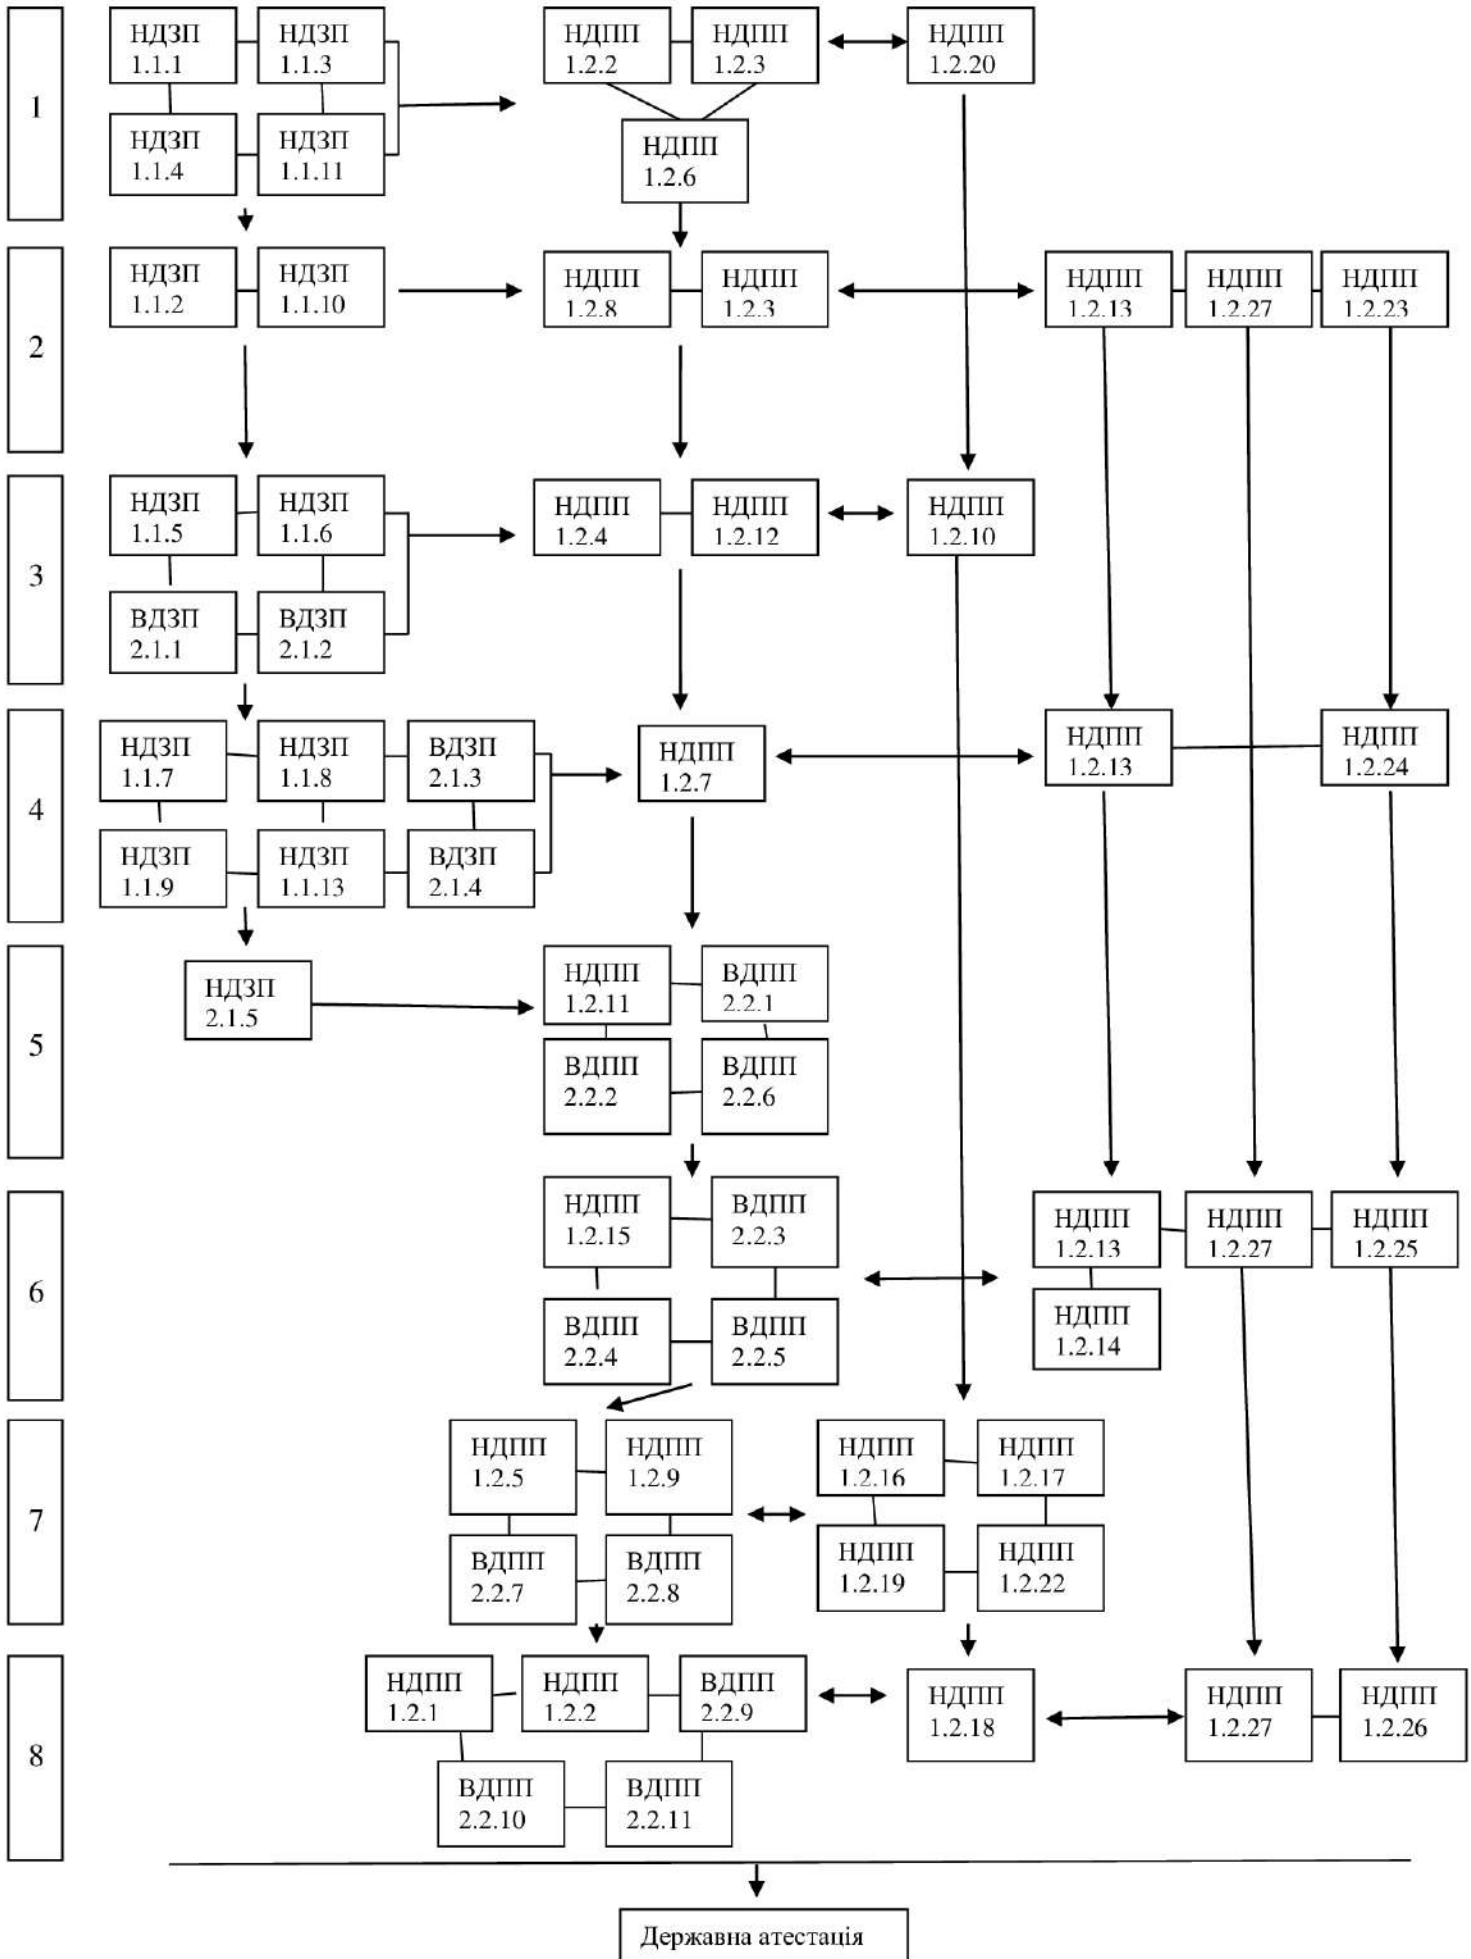 1
НДЗП
1.1.1
НДЗП
1.1.3
НДПП
1.2.2
НДПП
1.2.3
НДПП
1.2.20
НДЗП
1.1.4
НДЗП
1.1.11
НДПП
1.2.6
2
НДЗП
1.1.2
НДЗП
1.1.10
НДПП
1.2.8
НДПП
1.2.3
НДПП
1.2.13
НДПП
1.2.27
НДПП
1.2.23
3
НДЗП
1.1.5
НДЗП
1.1.6
НДПП
1.2.4
НДПП
1.2.12
НДПП
1.2.10
ВДЗП
2.1.1
ВДЗП
2.1.2
4
НДЗП
1.1.7
НДЗП
1.1.8
ВДЗП
2.1.3
НДПП
1.2.7
НДПП
1.2.13
НДПП
1.2.24
НДЗП
1.1.9
НДЗП
1.1.13
ВДЗП
2.1.4
5
НДЗП
2.1.5
НДПП
1.2.11
ВДПП
2.2.1
ВДПП
2.2.2
ВДПП
2.2.6
6
НДПП
1.2.15
ВДПП
2.2.3
НДПП
1.2.13
НДПП
1.2.27
НДПП
1.2.25
ВДПП
2.2.4
ВДПП
2.2.5
НДПП
1.2.14
7
НДПП
1.2.5
НДПП
1.2.9
НДПП
1.2.16
НДПП
1.2.17
ВДПП
2.2.7
ВДПП
2.2.8
НДПП
1.2.19
НДПП
1.2.22
8
НДПП
1.2.1
НДПП
1.2.2
ВДПП
2.2.9
НДПП
1.2.18
НДПП
1.2.27
НДПП
1.2.26
ВДПП
2.2.10
ВДПП
2.2.11
Державна атестація